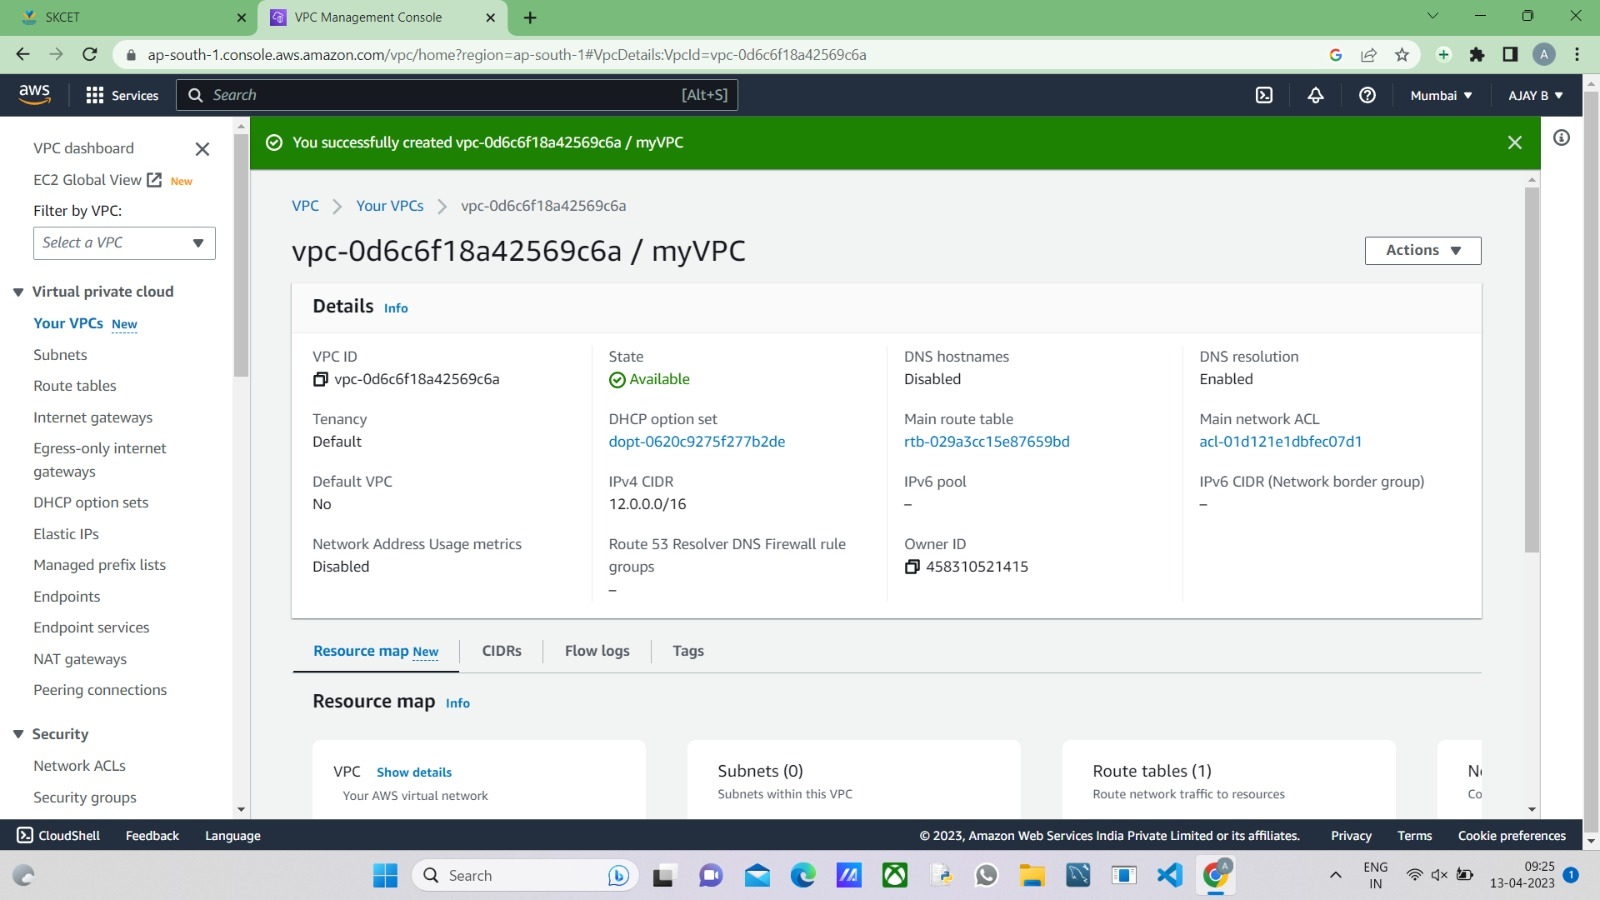 SKCET
VPC Management Console
ap-south-1.console.aws.amazon.com/vpc/home?region=ap-south-1#VpcDetails:VpcId=vpc-0d6c6f18a42569c6a
G
A
aws
Services
Search
[Alt+S]
Mumbai
AJAY B
VPC dashboard
EC2 Global View New
Filter by VPC:
Select a VPC
Virtual private cloud
Your VPCs New
Subnets
Route tables
Internet gateways
Egress-only internet
gateways
DHCP option sets
Elastic IPs
Managed prefix lists
Endpoints
Endpoint services
NAT gateways
Peering connections
Security
Network ACLs
Security groups
You successfully created vpc-0d6c6f18a42569c6a / myVPC
VPC Your VPCs vpc-0d6c6f18a42569c6a
vpc-0d6c6f18a42569c6a / myVPC
Actions
Details Info
VPC ID
vpc-0d6c6f18a42569c6a
State
Available
DNS hostnames
Disabled
DNS resolution
Enabled
Tenancy
Default
DHCP option set
dopt-0620c9275f277b2de
Main route table
rtb-029a3cc15e87659bd
Main network ACL
acl-01d121e1dbfec07d1
Default VPC
No
IPv4 CIDR
12.0.0.0/16
IPv6 pool
–
IPv6 CIDR (Network border group)
–
Network Address Usage metrics
Disabled
Route 53 Resolver DNS Firewall rule
groups
–
Owner ID
458310521415
Resource map New
CIDRs
Flow logs
Tags
Resource map Info
VPC Show details
Your AWS virtual network
Subnets (0)
Subnets within this VPC
Route tables (1)
Route network traffic to resources
CloudShell
Feedback
Language
© 2023, Amazon Web Services India Private Limited or its affiliates.
Privacy
Terms
Cookie preferences
Search
A
ENG
IN
09:25
13-04-2023
1